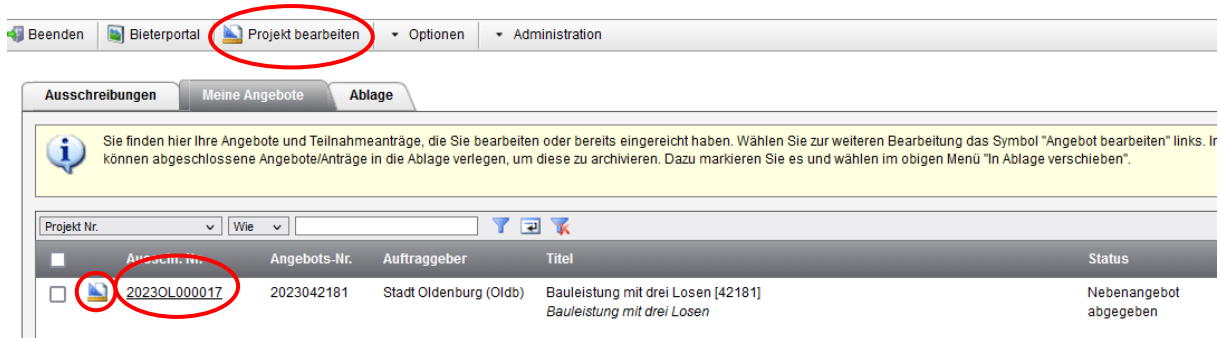 Beenden Bieterportal Projekt bearbeiten Optionen Administration
Ausschreibungen Meine Angebote Ablage
Sie finden hier Ihre Angebote und Teilnahmeanträge, die Sie bearbeiten oder bereits eingereicht haben. Wählen Sie zur weiteren Bearbeitung das Symbol "Angebot bearbeiten" links.
können abgeschlossene Angebote/Anträge in die Ablage verlegen, um diese zu archivieren. Dazu markieren Sie es und wählen im obigen Menü "In Ablage verschieben".
Projekt Nr. Wie
Ausschr. Nr. Angebots-Nr. Auftraggeber Titel Status
2023OL000017 2023042181 Stadt Oldenburg (Oldb) Bauleistung mit drei Losen [42181] Nebenangebot
Bauleistung mit drei Losen abgegeben